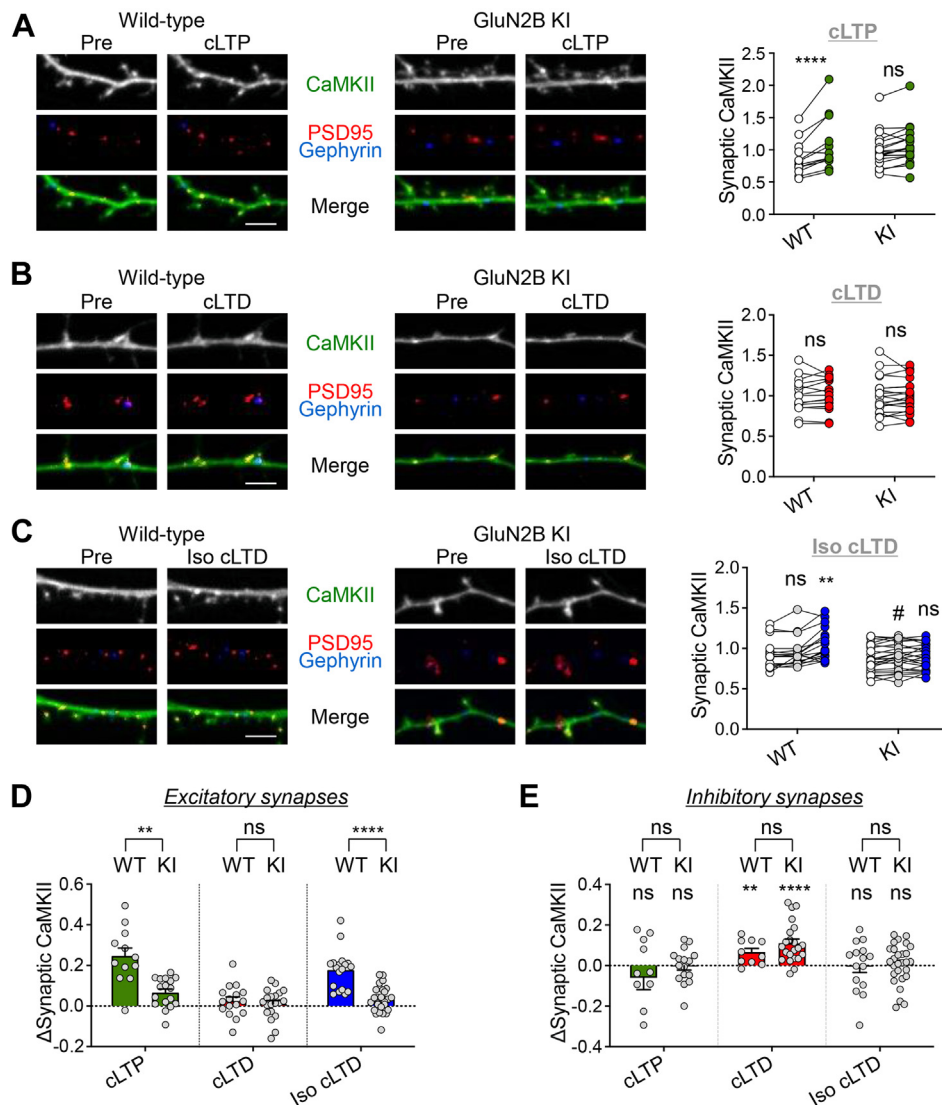 A
Wild-type
GluN2B KI
Pre
cLTP
Pre
cLTP
CaMKII
PSD95
Gephyrin
Merge
cLTP
Synaptic CaMKII
2.5
2.0
1.5
1.0
0.5
0.0
****
ns
WT
KI
B
Wild-type
GluN2B KI
Pre
cLTD
Pre
cLTD
CaMKII
PSD95
Gephyrin
Merge
cLTD
Synaptic CaMKII
2.0
1.5
1.0
0.5
0.0
ns
ns
WT
KI
C
Wild-type
GluN2B KI
Pre
Iso cLTD
Pre
Iso cLTD
CaMKII
PSD95
Gephyrin
Merge
Iso cLTD
Synaptic CaMKII
2.0
1.5
1.0
0.5
0.0
ns
**
#
ns
WT
KI
D
Excitatory synapses
**
ns
****
WT KI
WT KI
WT KI
ΔSynaptic CaMKII
0.6
0.4
0.2
0.0
-0.2
cLTP
cLTD
Iso cLTD
E
Inhibitory synapses
ns
ns
ns
WT KI
WT KI
WT KI
ns ns
** ****
ns ns
ΔSynaptic CaMKII
0.4
0.2
0.0
-0.2
-0.4
cLTP
cLTD
Iso cLTD